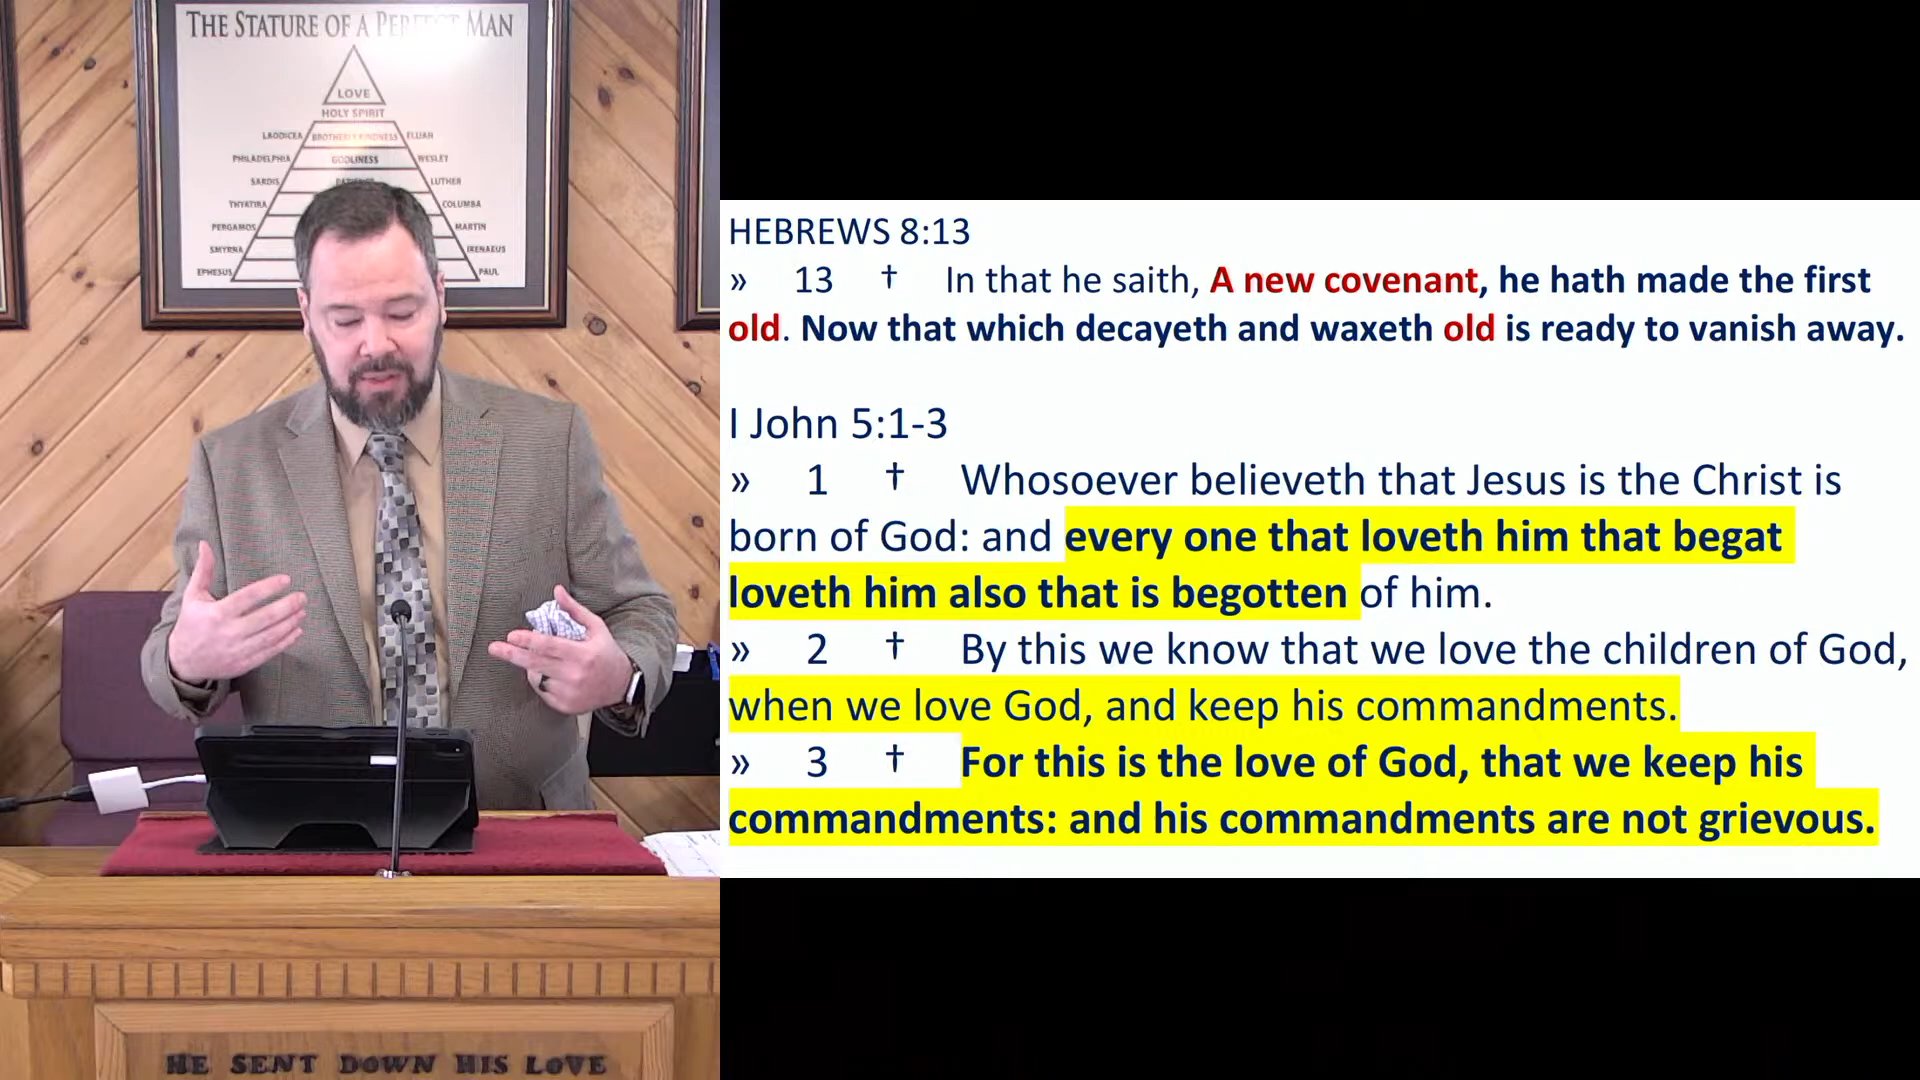 THE STATURE OF A PERFECT MAN
LOVE
HOLY SPIRIT
LAODICEA BROTHERLY KINDNESS ELIJAH
PHILADELPHIA GODLINESS WESLEY
SARDIS LUTHER
THYATIRA COLUMBA
PERGAMOS MARTIN
SMYRNA IRENAEUS
EPHESUS PAUL
HE SENT DOWN HIS LOVE
HEBREWS 8:13
» 13 † In that he saith, A new covenant, he hath made the first
old. Now that which decayeth and waxeth old is ready to vanish away.
I John 5:1-3
» 1 † Whosoever believeth that Jesus is the Christ is
born of God: and every one that loveth him that begat
loveth him also that is begotten of him.
» 2 † By this we know that we love the children of God,
when we love God, and keep his commandments.
» 3 † For this is the love of God, that we keep his
commandments: and his commandments are not grievous.